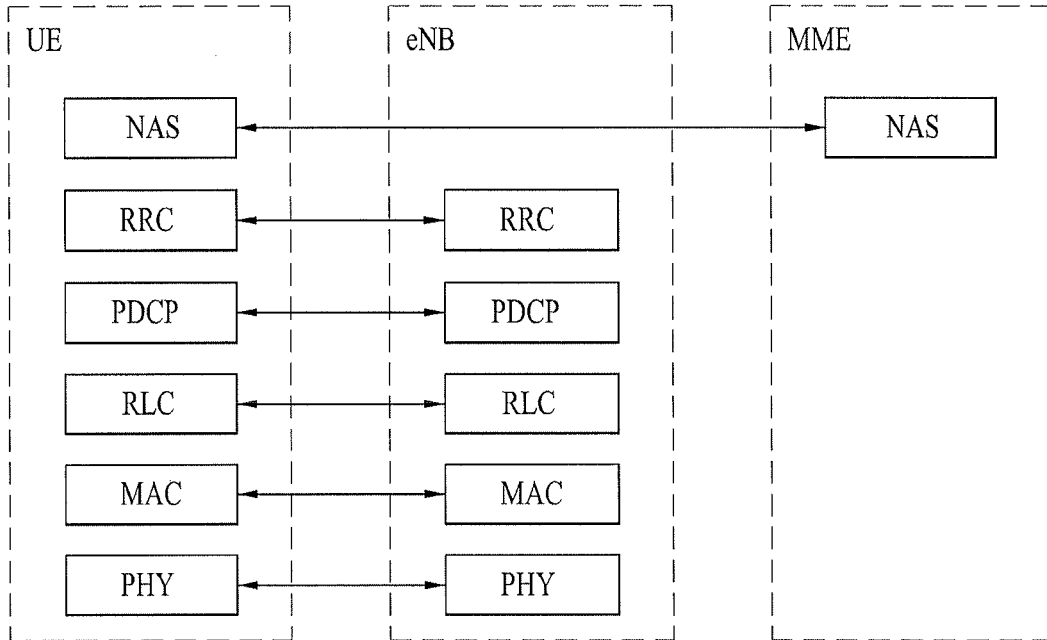 UE eNB MME
NAS NAS
RRC RRC
PDCP PDCP
RLC RLC
MAC MAC
PHY PHY